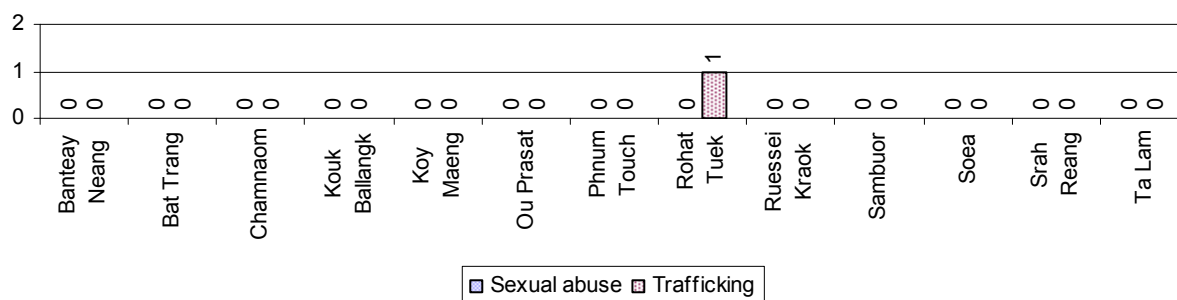 2
1
0
0 0 0 0 0 0 0 0 0 0 0 0 0 0 0 0 1 0 0 0 0 0 0 0 0 0 0
Banteay
Neang
Bat Trang
Chamnaom
Kouk
Ballangk
Koy
Maeng
Ou Prasat
Phnum
Touch
Rohat
Tuek
Ruessei
Kraok
Sambuor
Soea
Srah
Reang
Ta Lam
Sexual abuse Trafficking